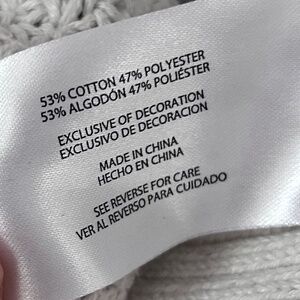 53% COTTON 47% POLYESTER
53% ALGODÓN 47% POLIÉSTER
EXCLUSIVE OF DECORATION
EXCLUSIVO DE DECORACION
MADE IN CHINA
HECHO EN CHINA
SEE REVERSE FOR CARE
VER AL REVERSO PARA CUIDADO